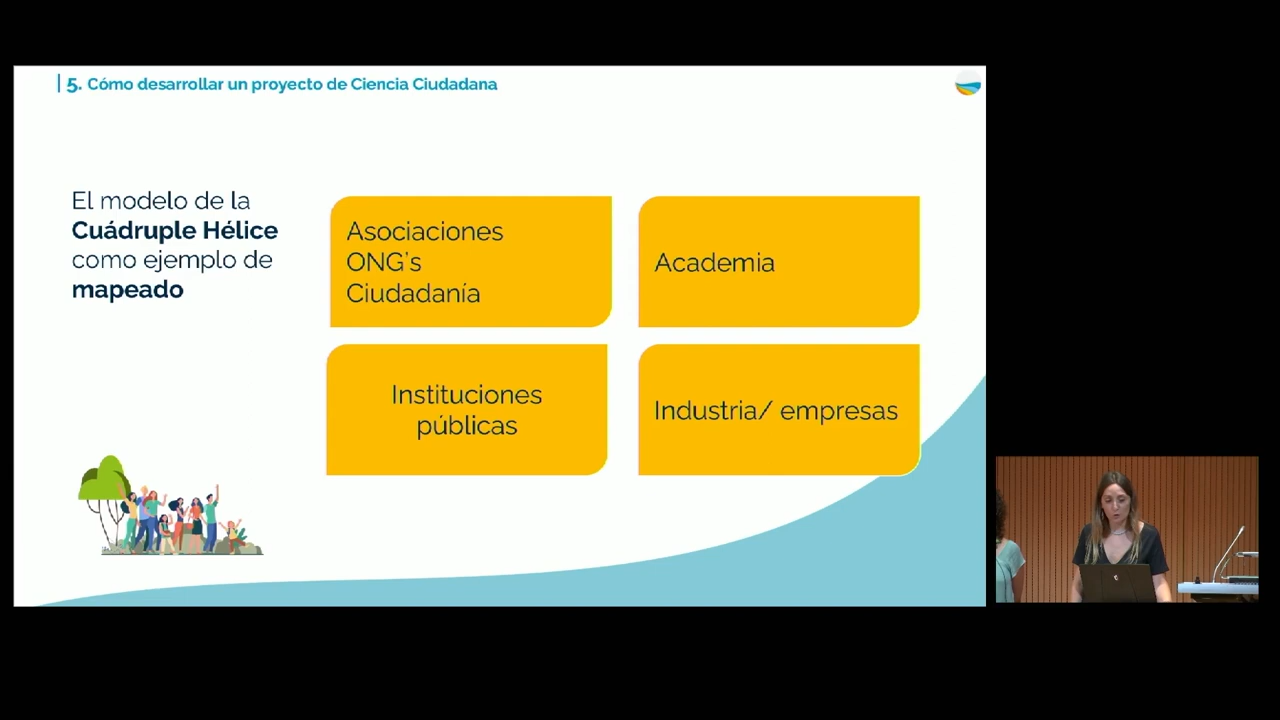 5. Cómo desarrollar un proyecto de Ciencia Ciudadana
El modelo de la
Cuádruple Hélice
como ejemplo de
mapeado
Asociaciones
ONG's
Ciudadanía
Academia
Instituciones
públicas
Industria/ empresas